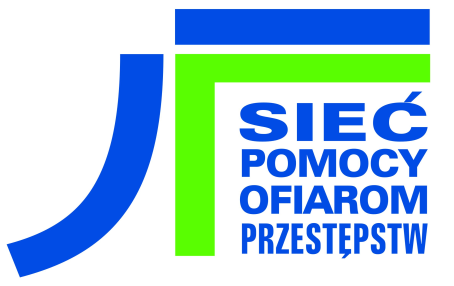 SIEĆ
POMOCY
OFIAROM
PRZESTĘPSTW